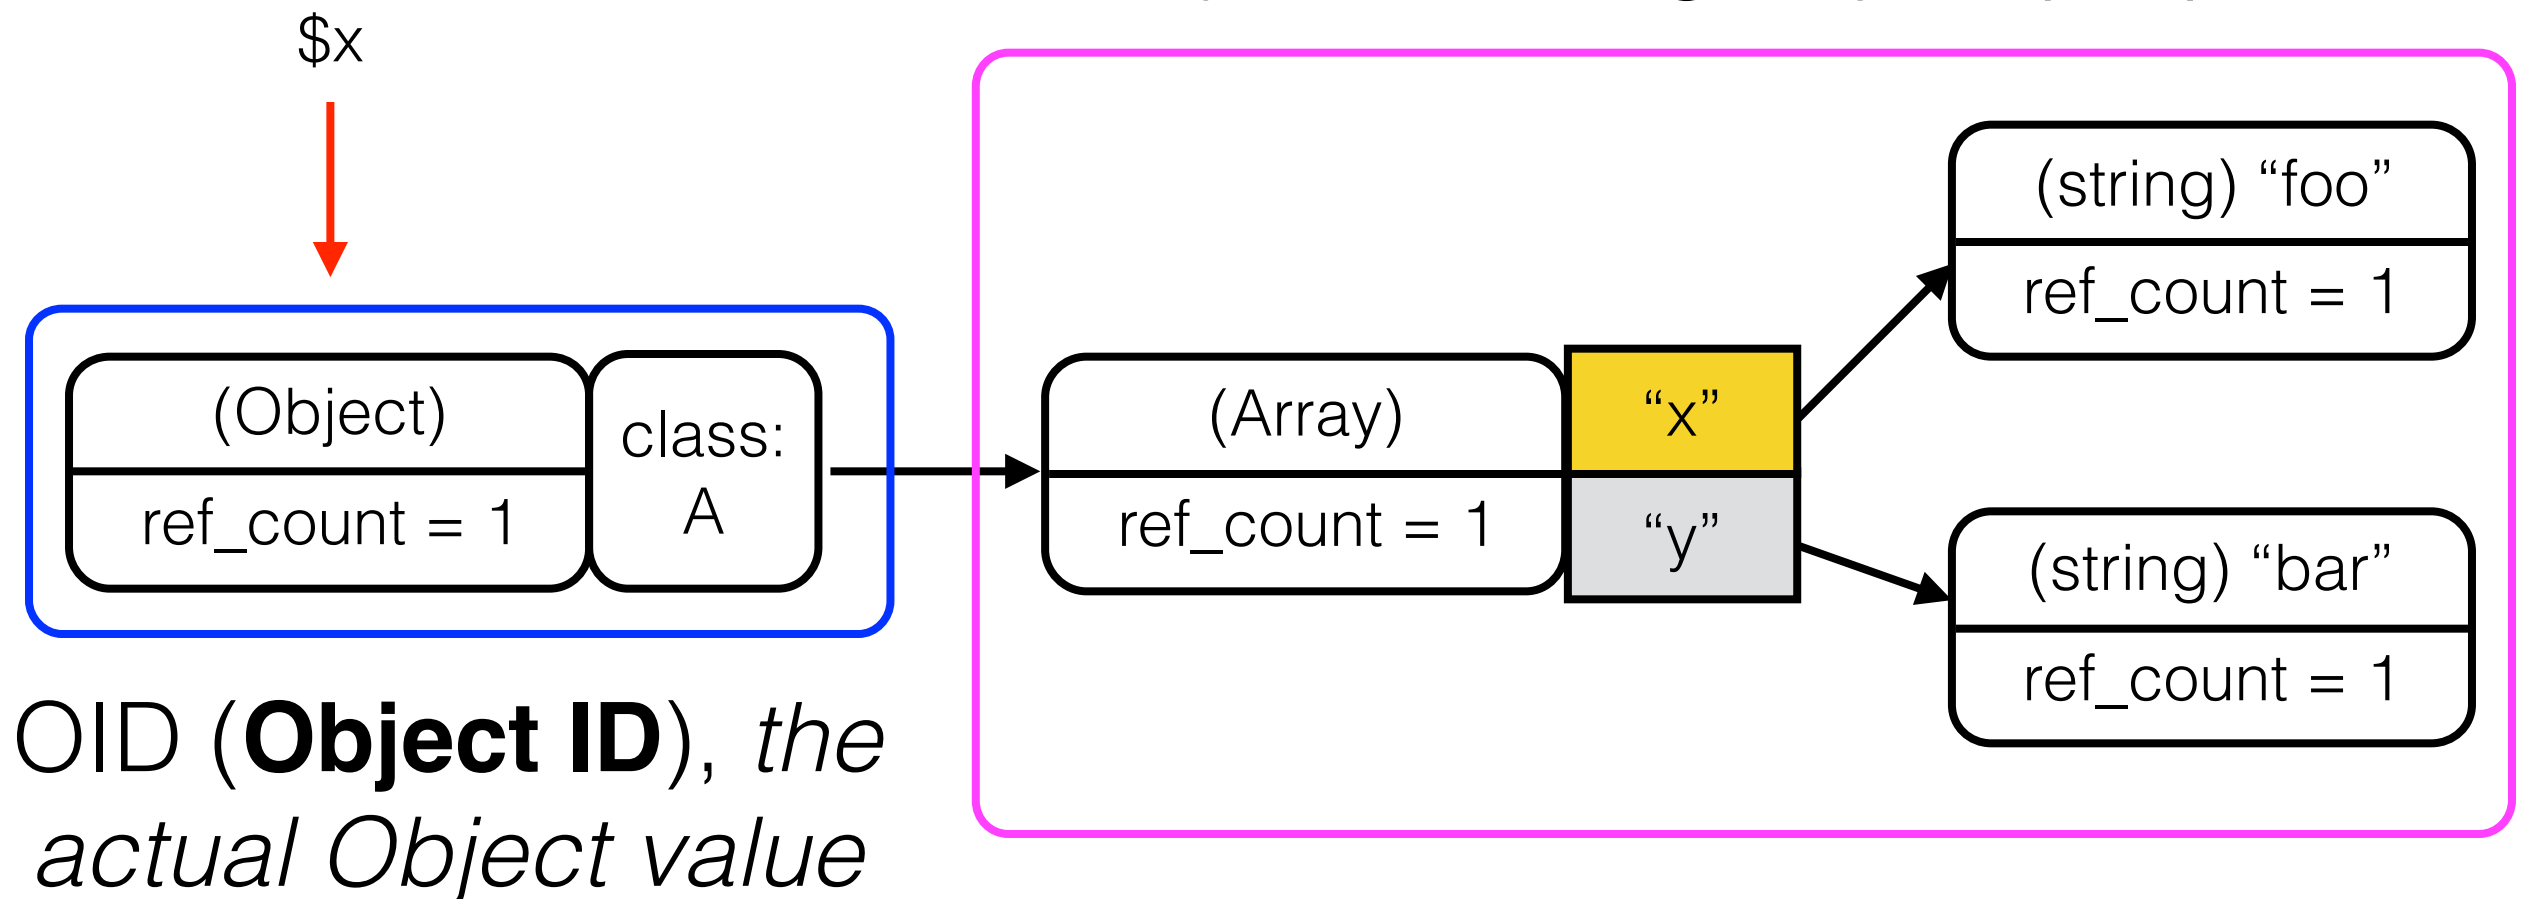 $x
(Object)
ref_count = 1
class:
A
(Array)
ref_count = 1
“x”
“y”
(string) “foo”
ref_count = 1
(string) “bar”
ref_count = 1
OID (Object ID), the
actual Object value